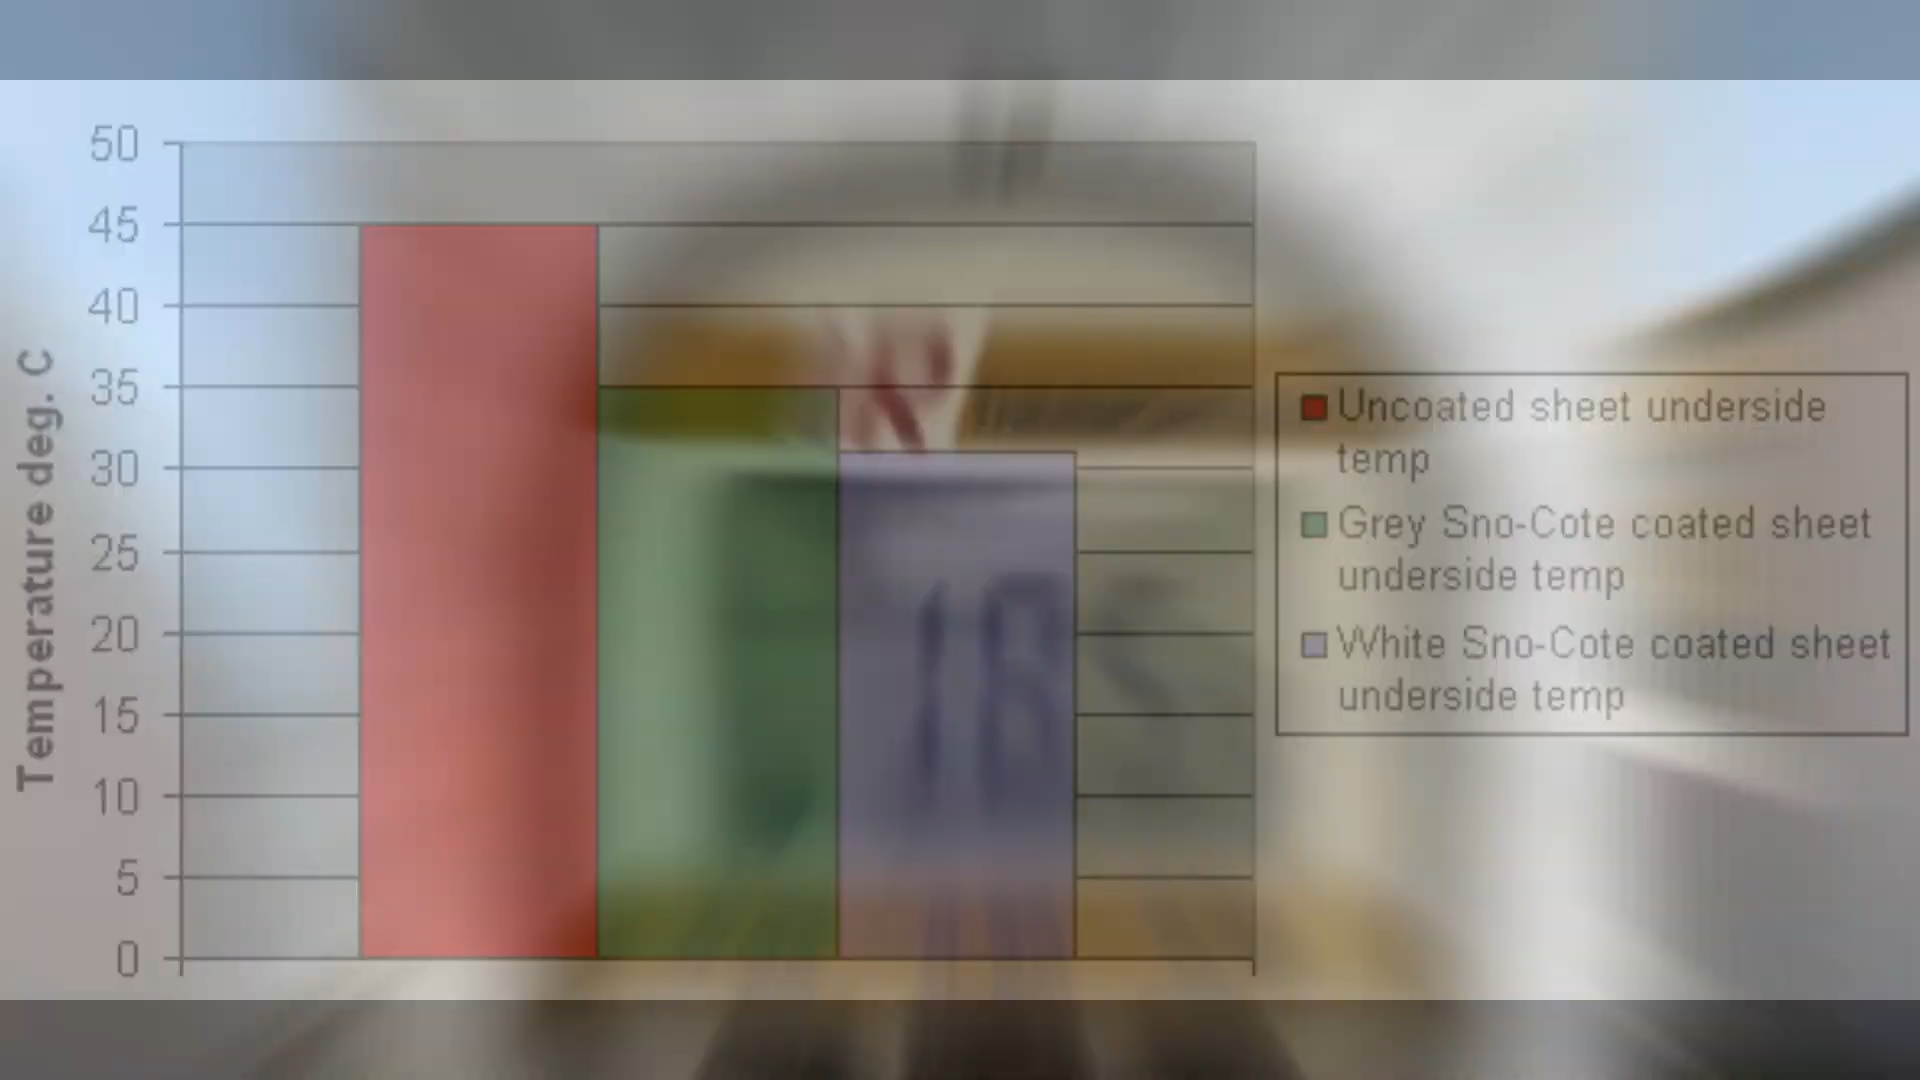 50
45
40
35
30
25
20
15
10
5
0
Temperature deg. C
Uncoated sheet underside
temp
Grey Sno-Cote coated sheet
underside temp
White Sno-Cote coated sheet
underside temp